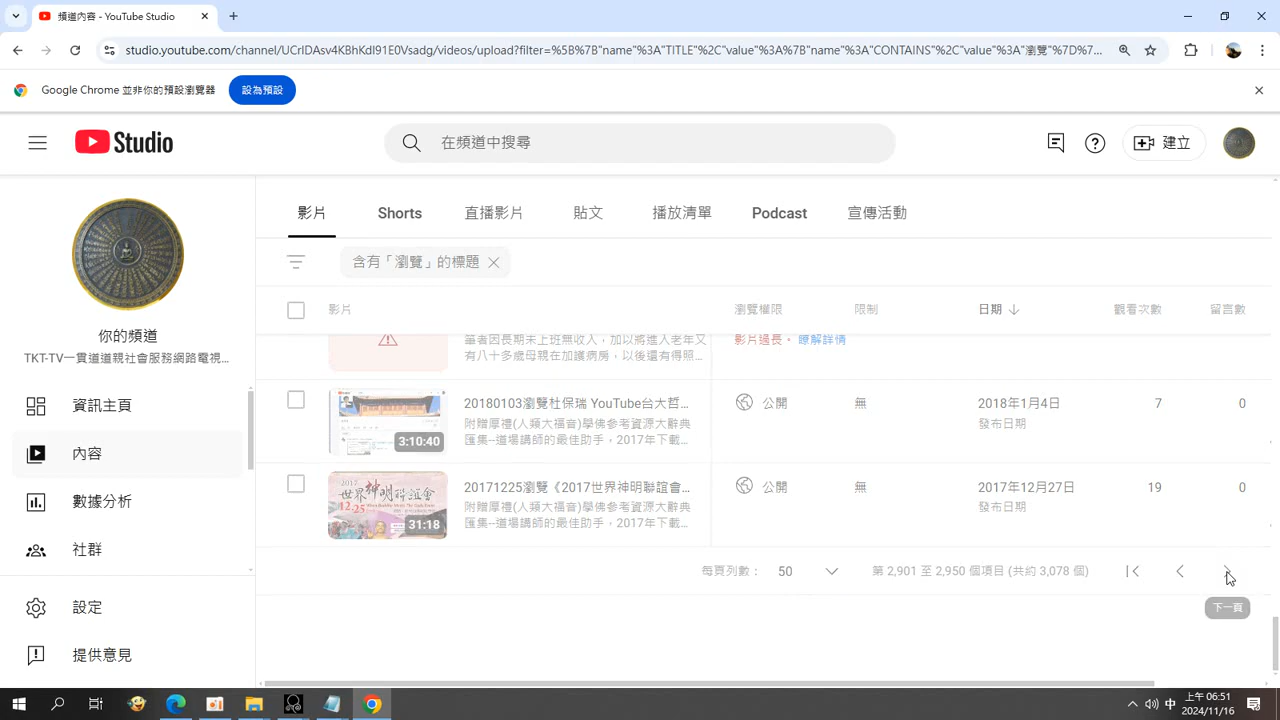 頻道內容 - YouTube Studio
studio.youtube.com/channel/UCrIDAsv4KBhKdI91E0Vsadg/videos/upload?filter=%5B%7B"name"%3A"TITLE"%2C"value"%3A%7B"name"%3A"CONTAINS"%2C"value"%3A"瀏覽"%7D%7...
Google Chrome 並非你的預設瀏覽器
設為預設
Studio
在頻道中搜尋
建立
你的頻道
TKT-TV一貫道道親社會服務網路電視...
資訊主頁
內容
數據分析
社群
設定
提供意見
影片 Shorts 直播影片 貼文 播放清單 Podcast 宣傳活動
含有「瀏覽」的標題
影片 瀏覽權限 限制 日期 觀看次數 留言數
筆者因長期未上班無收入，加以將進入老年又
有八十多歲母親在加護病房，以後還有得照...
影片過長。 瞭解詳情
20180103瀏覽杜保瑞 YouTube台大哲...
附贈厚禮(人類大福音)學佛參考資源大辭典
匯集--道場講師的最佳助手，2017年下載...
3:10:40
公開 無 2018年1月4日 7 0
發布日期
20171225瀏覽《2017世界神明聯誼會...
附贈厚禮(人類大福音)學佛參考資源大辭典
匯集--道場講師的最佳助手，2017年下載...
2017
世界神明聯誼會
12.25
31:18
公開 無 2017年12月27日 19 0
發布日期
每頁列數： 50 第 2,901 至 2,950 個項目 (共約 3,078 個)
下一頁
中
上午 06:51
2024/11/16